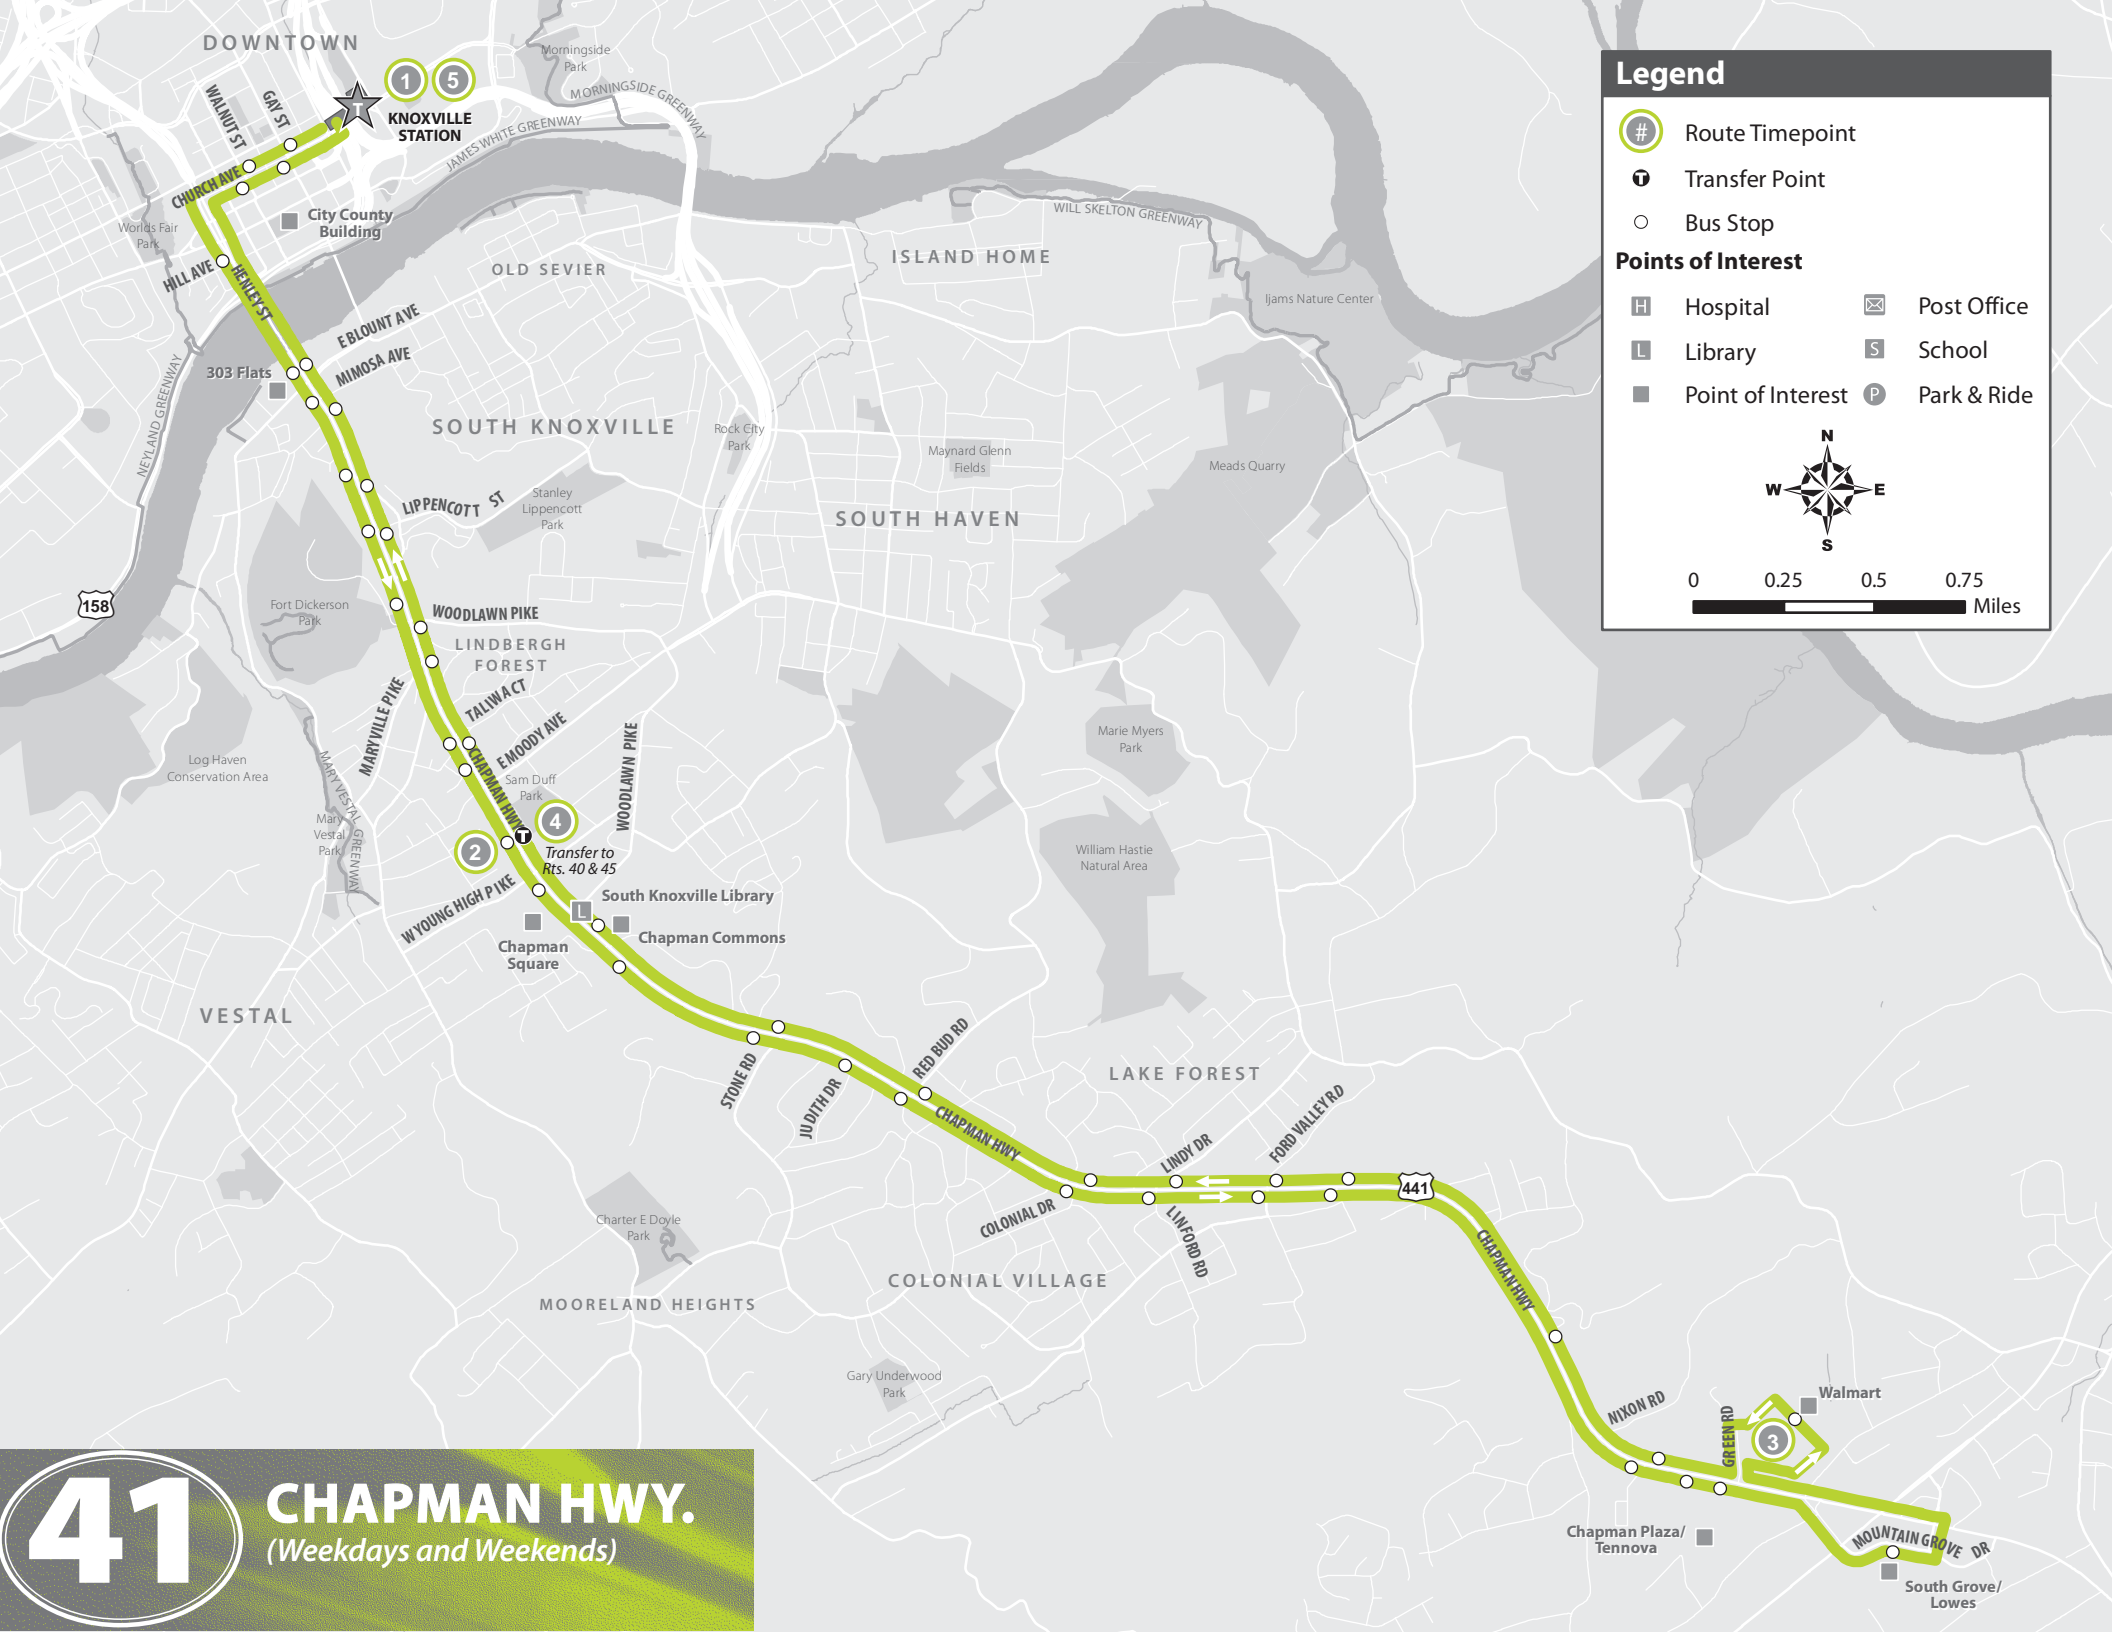 DOWNTOWN
Morningside
Park
1
5
T
KNOXVILLE
STATION
WALNUT ST
GAY ST
MORNINGSIDE GREENWAY
JAMES WHITE GREENWAY
CHURCH AVE
City County
Building
Worlds Fair
Park
HILL AVE
HENLEY ST
WILL SKELTON GREENWAY
ISLAND HOME
OLD SEVIER
Ijams Nature Center
E BLOUNT AVE
MIMOSA AVE
303 Flats
NEYLAND GREENWAY
SOUTH KNOXVILLE
Rock City
Park
Maynard Glenn
Fields
Meads Quarry
LIPPENCOTT ST
Stanley
Lippencott
Park
SOUTH HAVEN
158
Fort Dickerson
Park
WOODLAWN PIKE
LINDBERGH
FOREST
MARYVILLE PIKE
TALIWA CT
E MOODY AVE
WOODLAWN PIKE
Marie Myers
Park
Log Haven
Conservation Area
MARY VESTAL GREENWAY
CHAPMAN HWY
Sam Duff
Park
Mary
Vestal
Park
4
T
2
Transfer to
Rts. 40 & 45
William Hastie
Natural Area
W YOUNG HIGH PIKE
L
South Knoxville Library
Chapman Commons
Chapman
Square
VESTAL
STONE RD
JUDITH DR
RED BUD RD
CHAPMAN HWY
LAKE FOREST
LINDY DR
FORD VALLEY RD
441
COLONIAL DR
LINFORD RD
Charter E Doyle
Park
COLONIAL VILLAGE
MOORELAND HEIGHTS
CHAPMAN HWY
Gary Underwood
Park
NIXON RD
GREEN RD
Walmart
3
Chapman Plaza/
Tennova
MOUNTAIN GROVE DR
South Grove/
Lowes
Legend
# Route Timepoint
T Transfer Point
Bus Stop
Points of Interest
H Hospital
Post Office
L Library
S School
Point of Interest
P Park & Ride
N
W E
S
0 0.25 0.5 0.75
Miles
41
CHAPMAN HWY.
(Weekdays and Weekends)